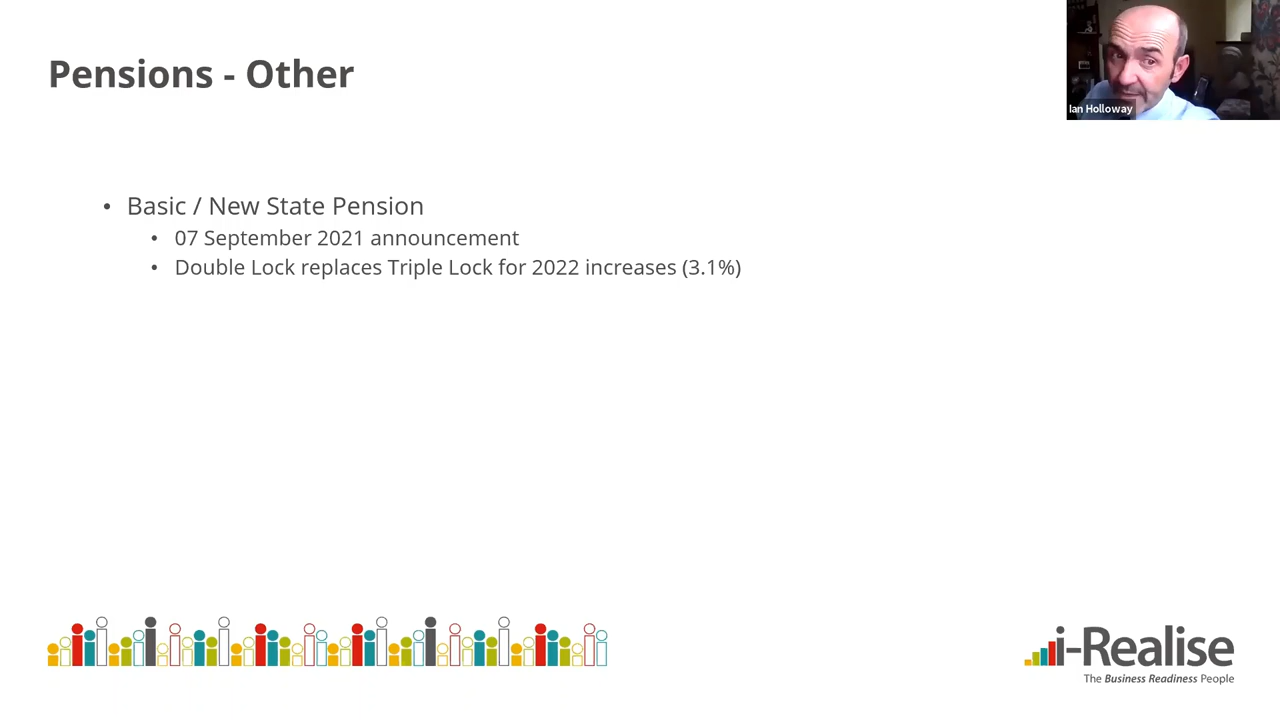 Pensions - Other
Ian Holloway
• Basic / New State Pension
• 07 September 2021 announcement
• Double Lock replaces Triple Lock for 2022 increases (3.1%)
i-Realise
The Business Readiness People